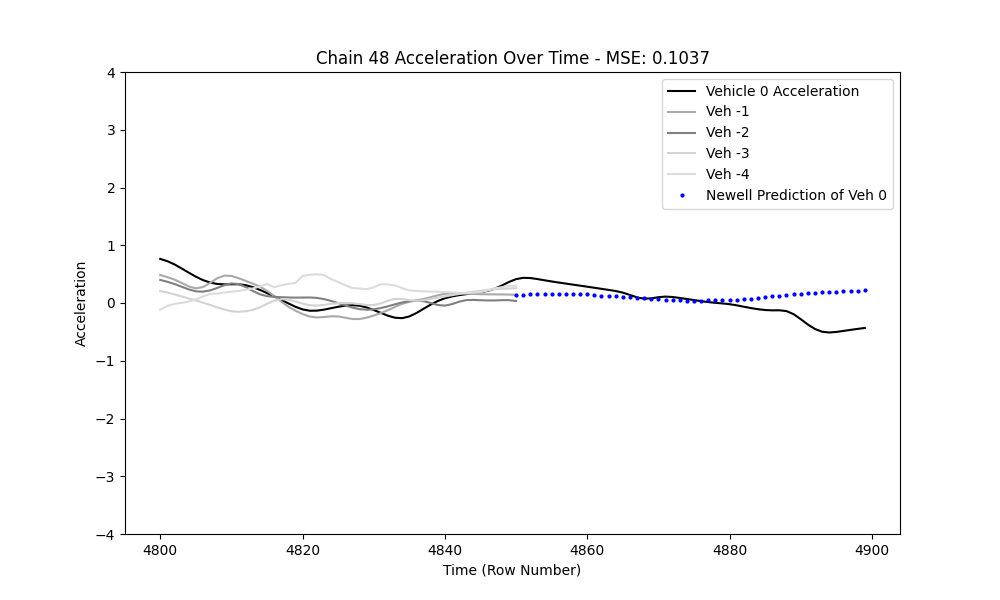 Chain 48 Acceleration Over Time - MSE: 0.1037
Acceleration
4
3
2
1
0
−1
−2
−3
−4
Vehicle 0 Acceleration
Veh -1
Veh -2
Veh -3
Veh -4
Newell Prediction of Veh 0
4800
4820
4840
4860
4880
4900
Time (Row Number)